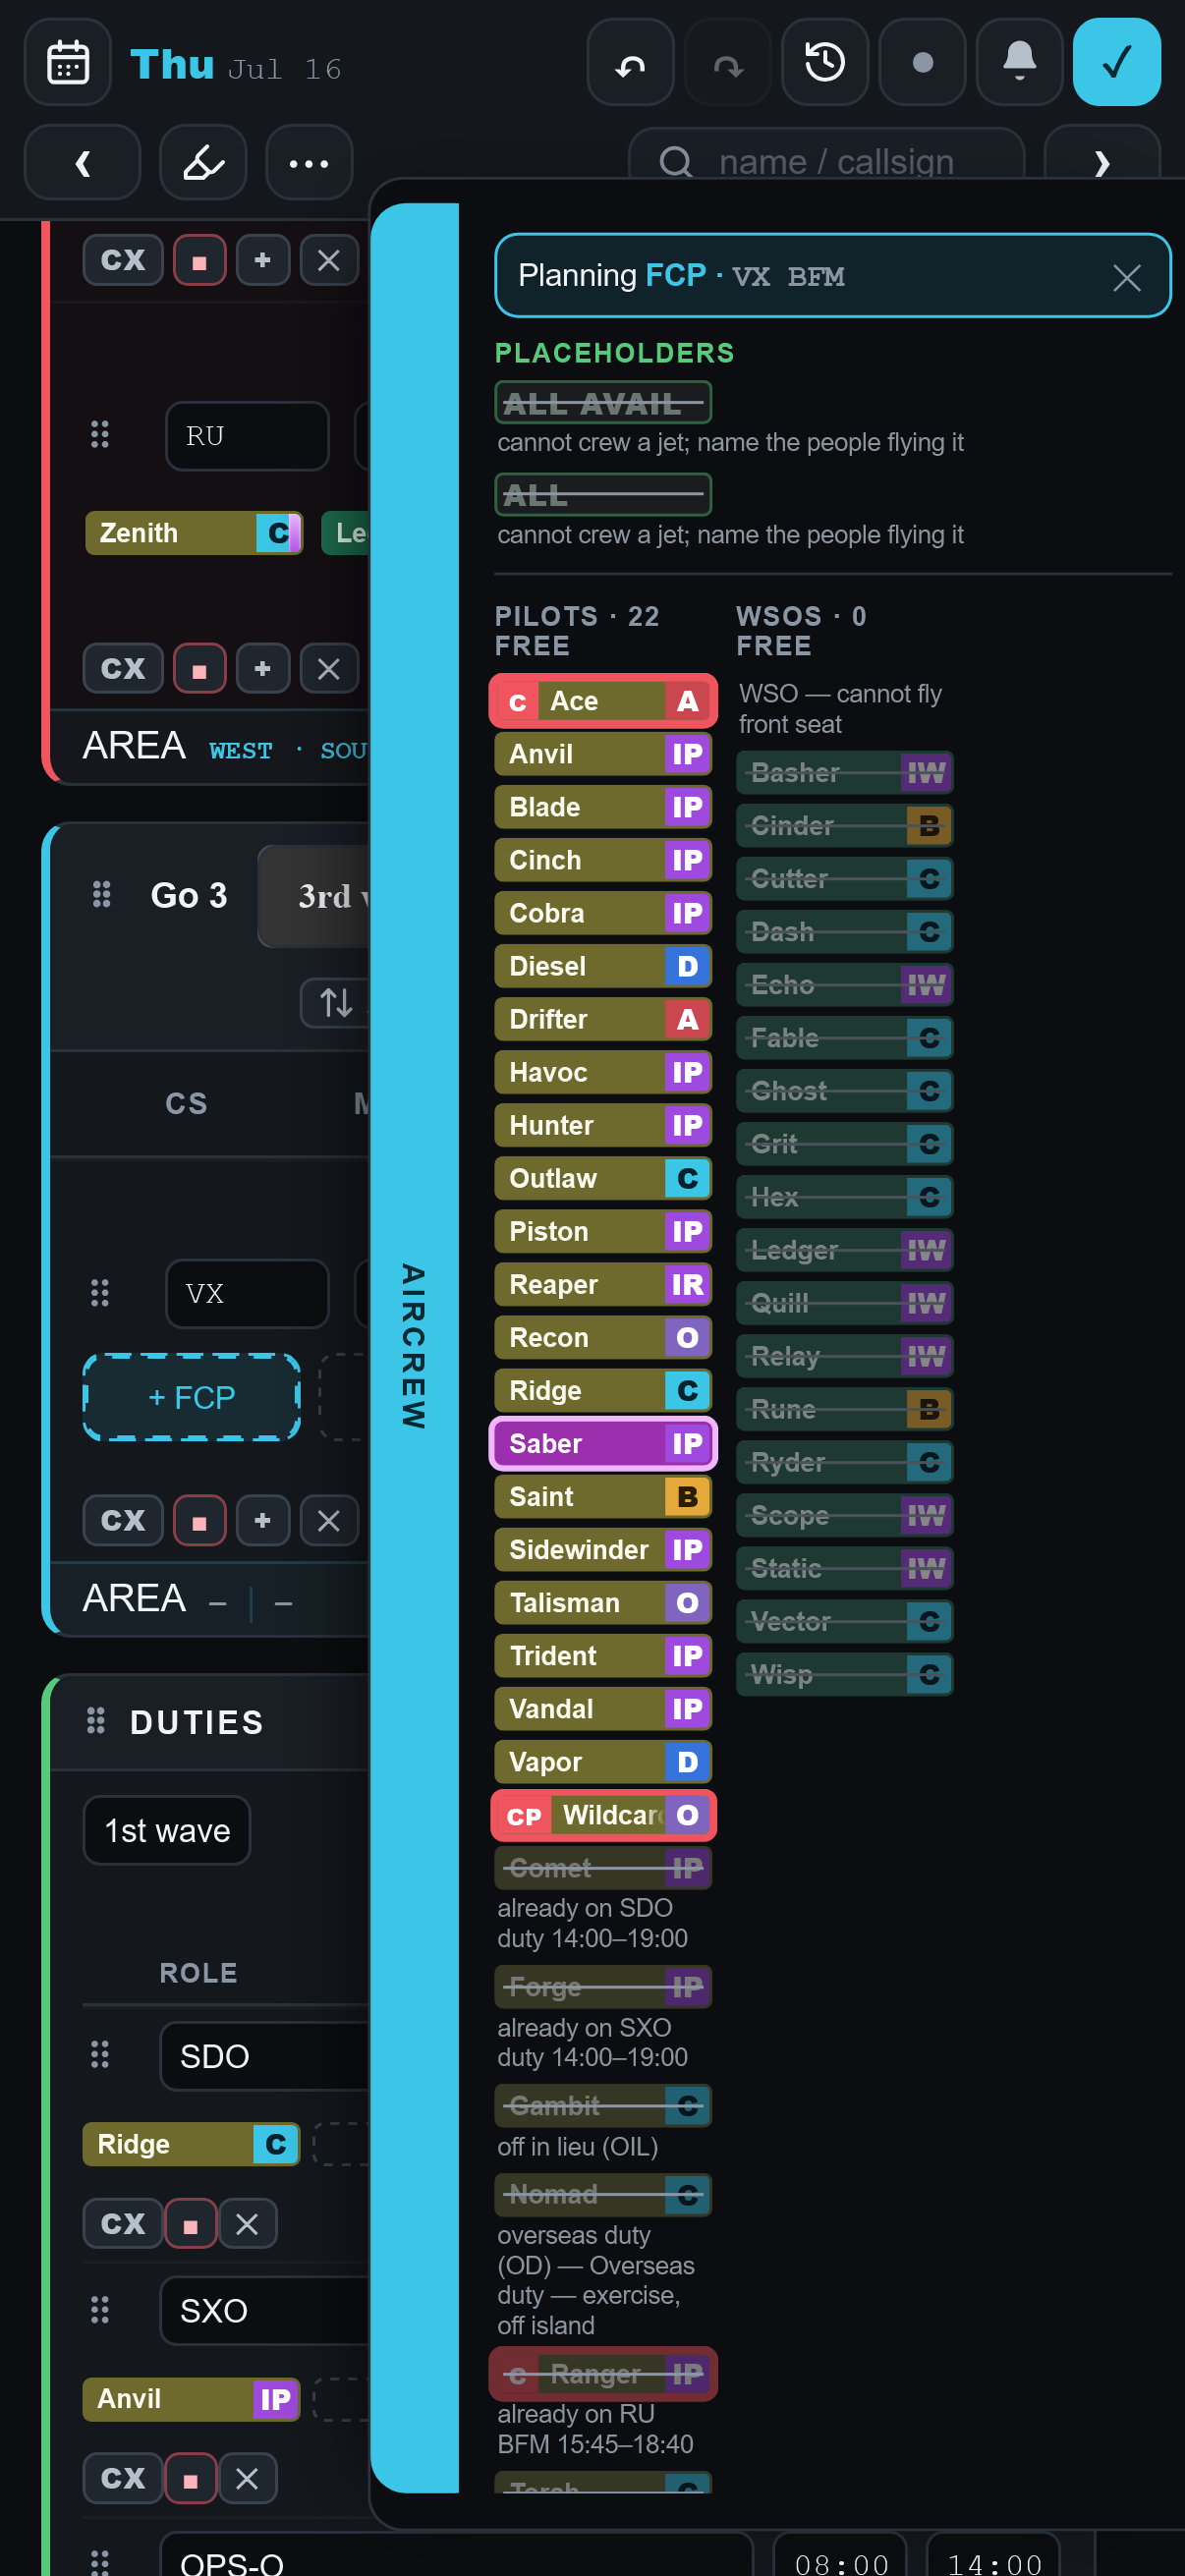 Thu Jul 16
name / callsign
CX
Planning FCP · VX BFM
PLACEHOLDERS
ALL AVAIL
cannot crew a jet; name the people flying it
ALL
cannot crew a jet; name the people flying it
RU
Zenith C
Le
CX
AREA WEST · SOU
Go 3 3rd
CS
VX
+ FCP
CX
AREA – | –
DUTIES
1st wave
ROLE
SDO
Ridge C
CX
SXO
Anvil IP
CX
OPS-O 08:00 14:00
AIRCREW
PILOTS · 22
FREE
C Ace A
Anvil IP
Blade IP
Cinch IP
Cobra IP
Diesel D
Drifter A
Havoc IP
Hunter IP
Outlaw C
Piston IP
Reaper IR
Recon O
Ridge C
Saber IP
Saint B
Sidewinder IP
Talisman O
Trident IP
Vandal IP
Vapor D
CP Wildcard O
Comet IP
already on SDO
duty 14:00–19:00
Forge IP
already on SXO
duty 14:00–19:00
Gambit C
off in lieu (OIL)
Nomad C
overseas duty
(OD) — Overseas
duty — exercise,
off island
C Ranger IP
already on RU
BFM 15:45–18:40
Torch C
WSOS · 0
FREE
WSO — cannot fly
front seat
Basher IW
Cinder B
Cutter C
Dash C
Echo IW
Fable C
Ghost C
Grit C
Hex C
Ledger IW
Quill IW
Relay IW
Rune B
Ryder C
Scope IW
Static IW
Vector C
Wisp C